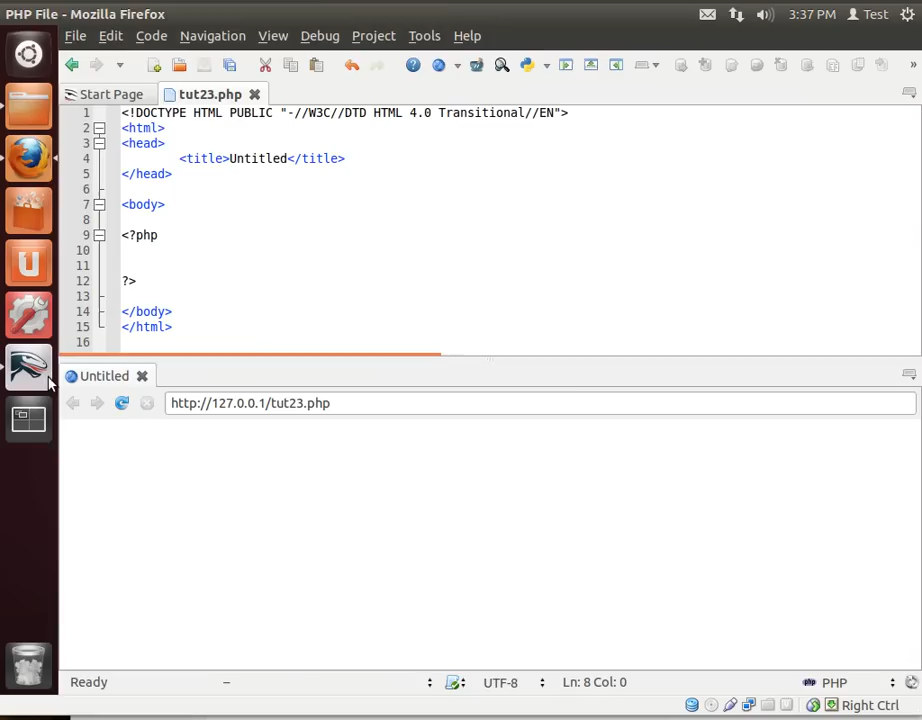 PHP File - Mozilla Firefox
3:37 PM Test
File Edit Code Navigation View Debug Project Tools Help
Start Page tut23.php
1 <!DOCTYPE HTML PUBLIC "-//W3C//DTD HTML 4.0 Transitional//EN">
2 <html>
3 <head>
4 <title>Untitled</title>
5 </head>
6
7 <body>
8
9 <?php
10
11
12 ?>
13
14 </body>
15 </html>
16
Untitled
http://127.0.0.1/tut23.php
Ready – UTF-8 Ln: 8 Col: 0 php PHP
Right Ctrl